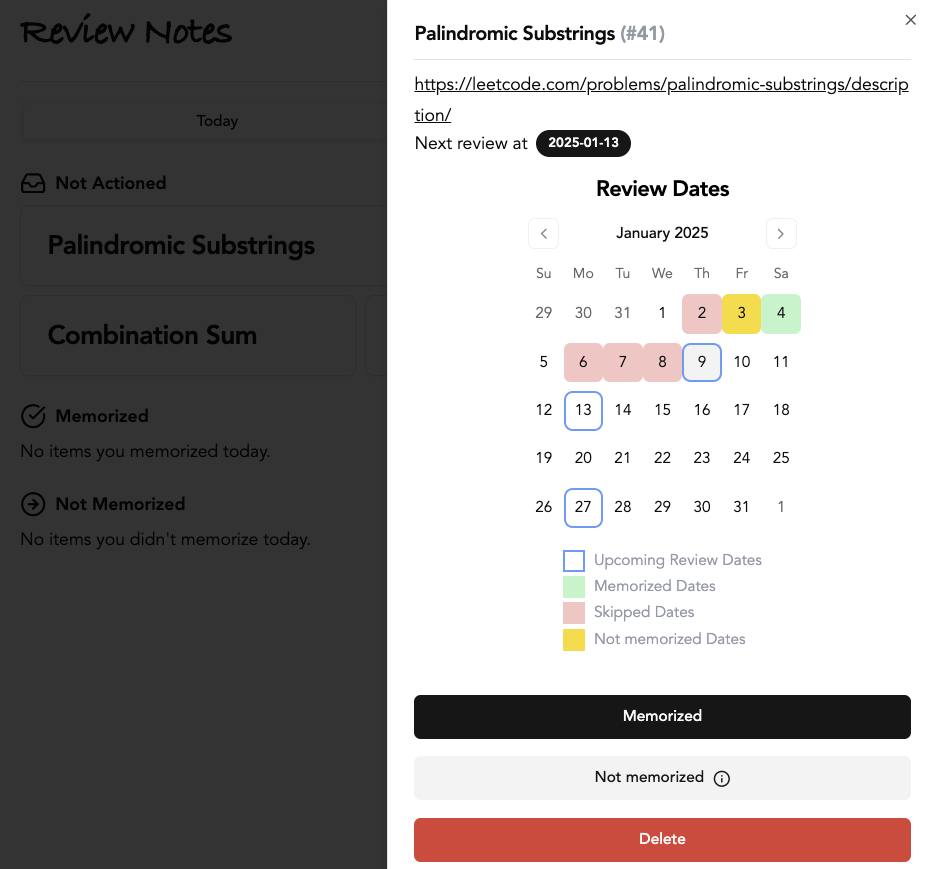 Review Notes
Today
Not Actioned
Palindromic Substrings
Combination Sum
Memorized
No items you memorized today.
Not Memorized
No items you didn't memorize today.
Palindromic Substrings (#41)
https://leetcode.com/problems/palindromic-substrings/descrip
tion/
Next review at 2025-01-13
Review Dates
January 2025
Su Mo Tu We Th Fr Sa
29 30 31 1 2 3 4
5 6 7 8 9 10 11
12 13 14 15 16 17 18
19 20 21 22 23 24 25
26 27 28 29 30 31 1
Upcoming Review Dates
Memorized Dates
Skipped Dates
Not memorized Dates
Memorized
Not memorized
Delete